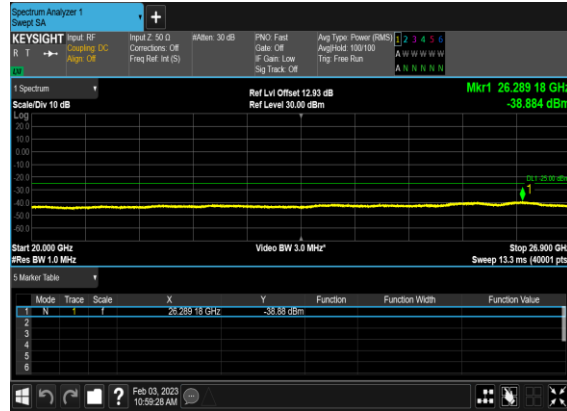 Spectrum Analyzer 1
Swept SA
+
KEYSIGHT Input: RF Input Z: 50 Ω #Atten: 30 dB PNO: Fast Avg Type: Power (RMS) 1 2 3 4 5 6
R T Coupling: DC Corrections: Off Gate: Off Avg|Hold: 100/100 A W W W W W
Align: Off Freq Ref: Int (S) IF Gain: Low Trig: Free Run
Sig Track: Off A N N N N N
1 Spectrum
Ref Lvl Offset 12.93 dB Mkr1 26.289 18 GHz
Scale/Div 10 dB Ref Level 30.00 dBm -38.884 dBm
Log
20.0
10.0
0.00
-10.0
-20.0
DL1 -25.00 dBm
-30.0
1
-40.0
-50.0
-60.0
Start 20.000 GHz Video BW 3.0 MHz* Stop 26.900 GHz
#Res BW 1.0 MHz Sweep 13.3 ms (40001 pts)
5 Marker Table
Mode Trace Scale X Y Function Function Width Function Value
1 N 1 f 26.289 18 GHz -38.88 dBm
2
3
4
5
6
? Feb 03, 2023
10:59:28 AM